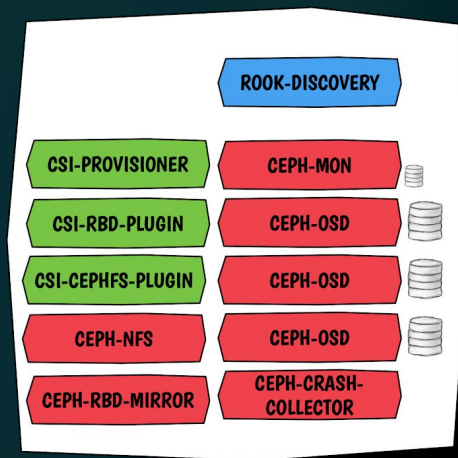 ROOK-DISCOVERY
CSI-PROVISIONER
CEPH-MON
CSI-RBD-PLUGIN
CEPH-OSD
CSI-CEPHFS-PLUGIN
CEPH-OSD
CEPH-NFS
CEPH-OSD
CEPH-RBD-MIRROR
CEPH-CRASH-
COLLECTOR